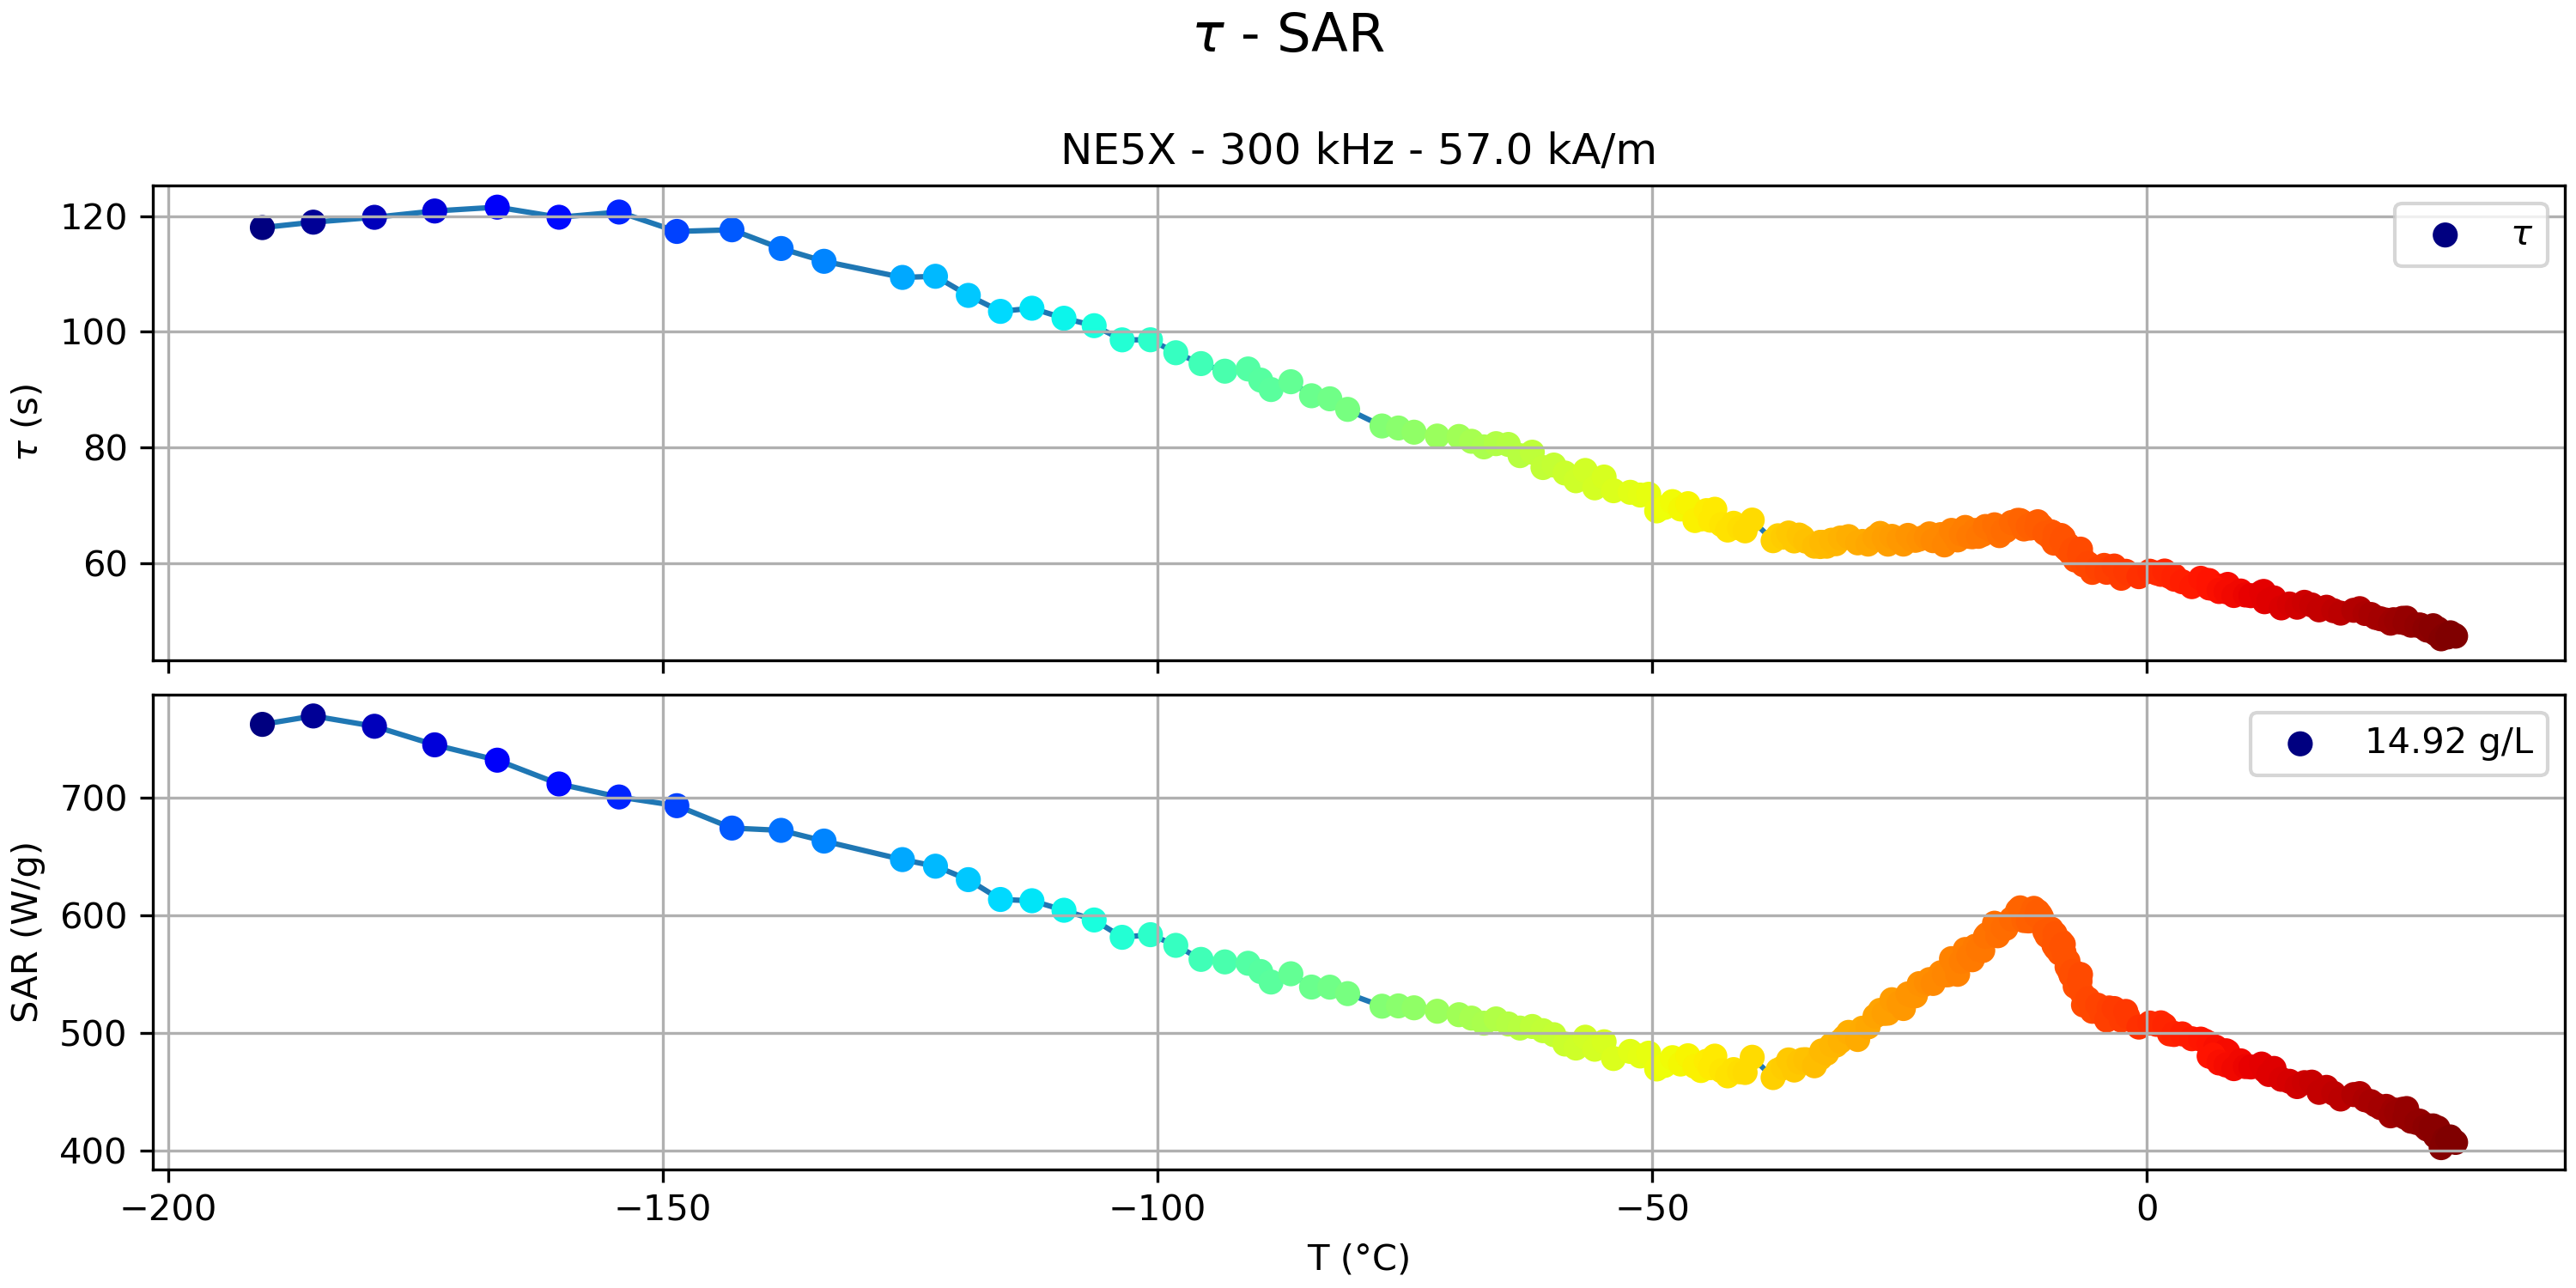 τ - SAR
NE5X - 300 kHz - 57.0 kA/m
120
100
80
60
τ (s)
τ
700
600
500
400
SAR (W/g)
14.92 g/L
−200
−150
−100
−50
0
T (°C)